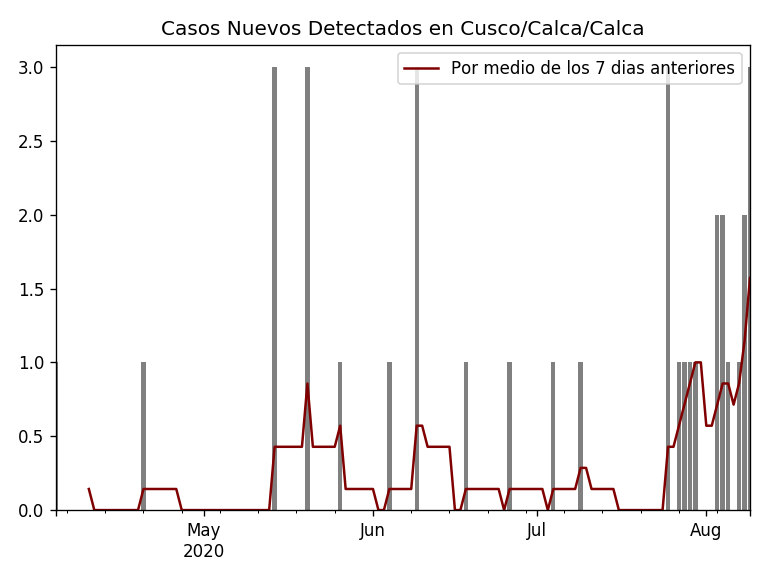 Casos Nuevos Detectados en Cusco/Calca/Calca
Por medio de los 7 dias anteriores
3.0
2.5
2.0
1.5
1.0
0.5
0.0
May
2020
Jun
Jul
Aug